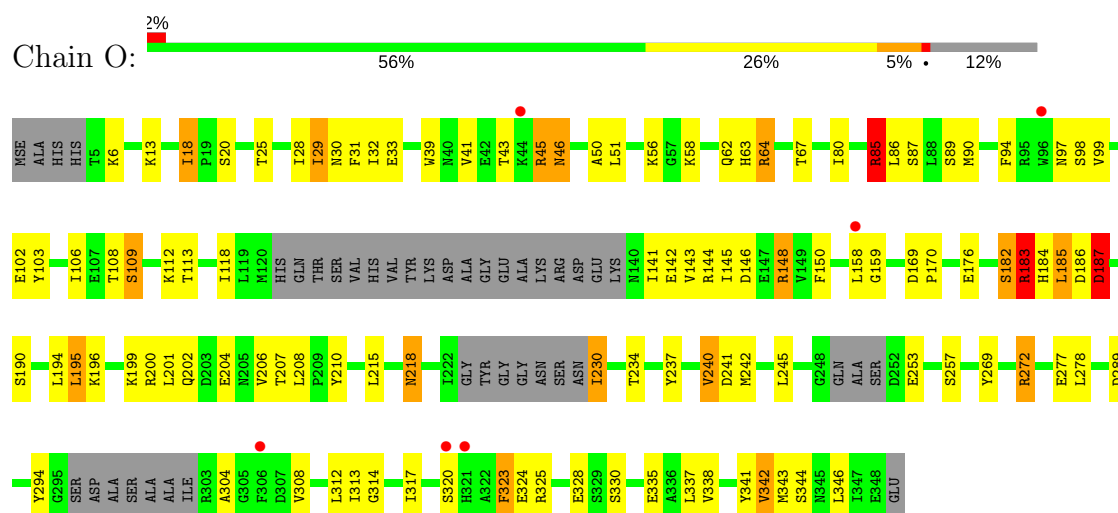 2%
Chain O:
56% 26% 5% • 12%
MSE ALA HIS HIS T5 K6 K13 I18 P19 S20 T25 I28 I29 N30 F31 I32 E33 W39 N40 V41 E42 T43 K44 R45 N46 A50 L51 K56 G57 K58 Q62 H63 R64 T67 I80 R85 L86 S87 L88 S89 M90 F94 R95 W96 N97 S98 V99
E102 Y103 I106 E107 T108 S109 K112 T113 I118 L119 M120 HIS GLN THR SER VAL HIS VAL TYR LYS ASP ALA GLY GLU ALA LYS ARG ASP GLU LYS N140 I141 E142 V143 R144 I145 D146 E147 R148 V149 F150 L158 G159 D169 P170 E176 S182 R183 H184 L185 D186 D187
S190 L194 L195 K196 K199 R200 L201 Q202 D203 E204 N205 V206 T207 L208 P209 Y210 L215 N218 I222 GLY TYR GLY GLY ASN SER ASN I230 T234 Y237 V240 D241 M242 L245 G248 GLN ALA SER D252 E253 S257 Y269 R272 E277 L278 D289
Y294 G295 SER ASP ALA SER ALA ALA ILE R303 A304 G305 F306 D307 V308 L312 I313 G314 I317 S320 H321 A322 F323 E324 R325 E328 S329 S330 E335 A336 L337 V338 Y341 V342 M343 S344 N345 L346 I347 E348 GLU